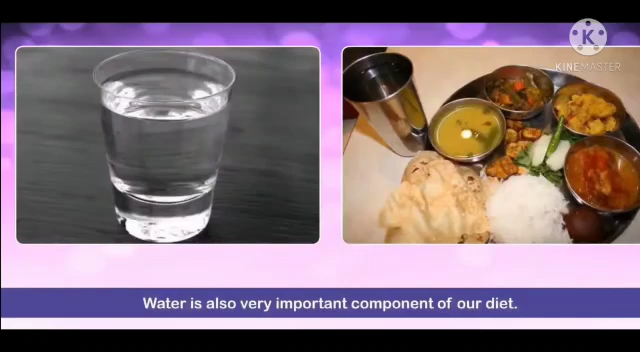 K
KINEMASTER
Water is also very important component of our diet.